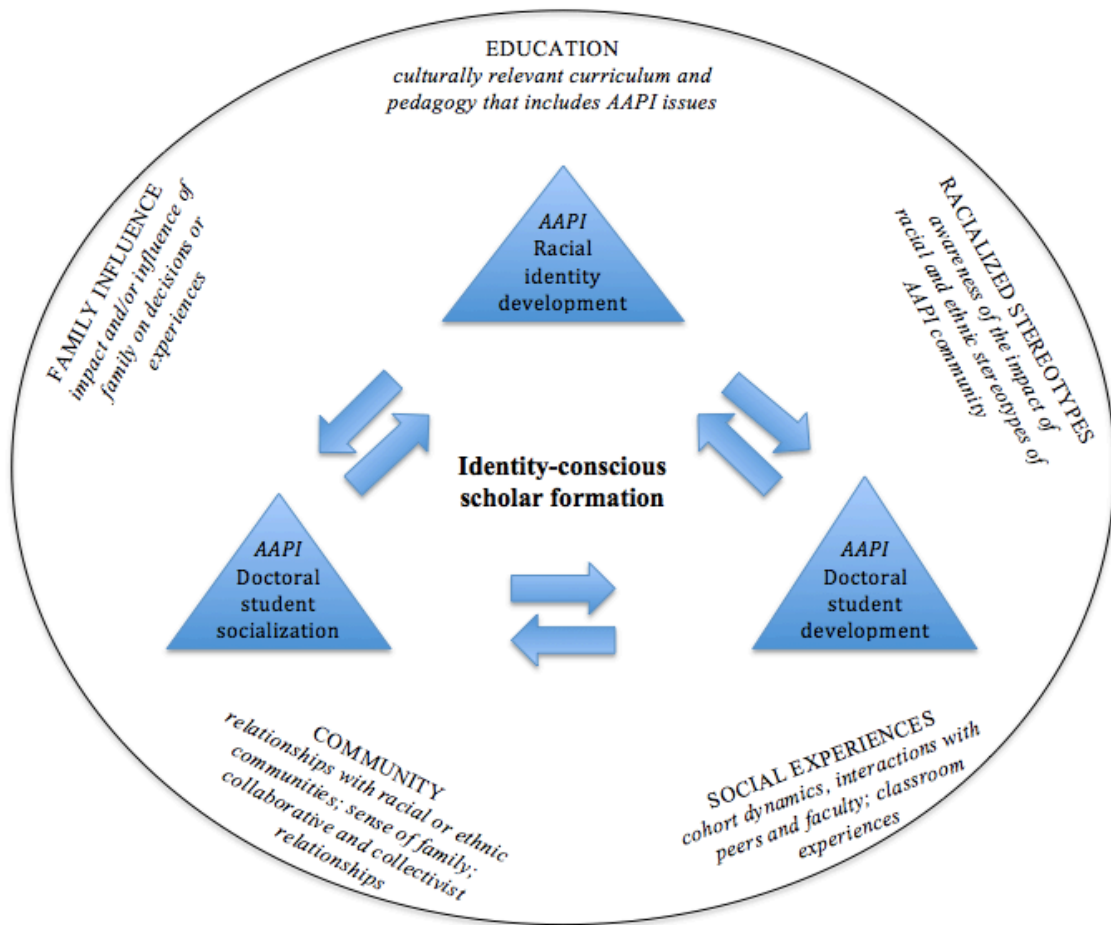 EDUCATION
culturally relevant curriculum and
pedagogy that includes AAPI issues
FAMILY INFLUENCE
impact and/or influence of
family on decisions or
experiences
RACIALIZED STEREOTYPES
awareness of the impact of
racial and ethnic stereotypes of
AAPI community
AAPI
Racial
identity
development
Identity-conscious
scholar formation
AAPI
Doctoral
student
socialization
AAPI
Doctoral
student
development
COMMUNITY
relationships with racial or ethnic
communities; sense of family;
collaborative and collectivist
relationships
SOCIAL EXPERIENCES
cohort dynamics, interactions with
peers and faculty; classroom
experiences